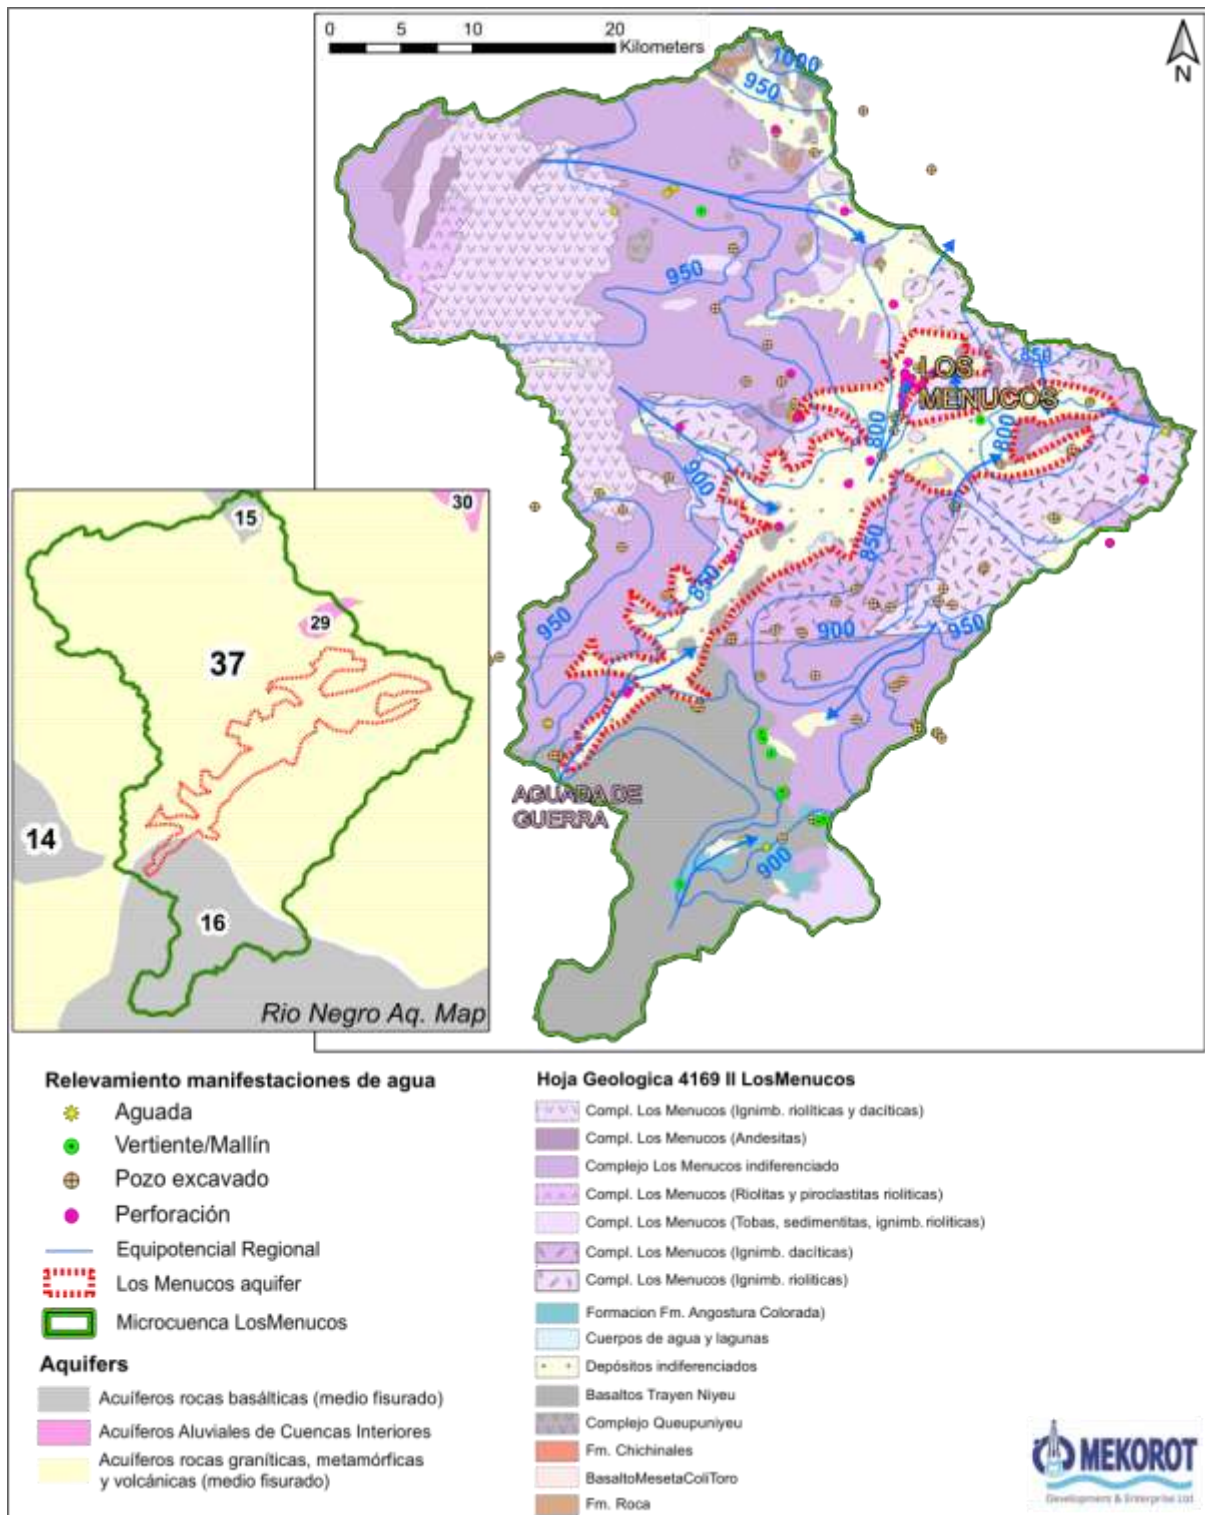 0 5 10 20
Kilometers
N
1000
950
950
850
LOS
MENUCOS
800
800
900
850
850
950
900
950
AGUADA DE
GUERRA
900
15
30
29
37
14
16
Rio Negro Aq. Map
Relevamiento manifestaciones de agua
Aguada
Vertiente/Mallín
Pozo excavado
Perforación
Equipotencial Regional
Los Menucos aquifer
Microcuenca LosMenucos
Aquifers
Acuíferos rocas basálticas (medio fisurado)
Acuíferos Aluviales de Cuencas Interiores
Acuíferos rocas graníticas, metamórficas
y volcánicas (medio fisurado)
Hoja Geologica 4169 II LosMenucos
Compl. Los Menucos (Ignimb. riolíticas y dacíticas)
Compl. Los Menucos (Andesitas)
Complejo Los Menucos indiferenciado
Compl. Los Menucos (Riolitas y piroclastitas riolíticas)
Compl. Los Menucos (Tobas, sedimentitas, ignimb. riolíticas)
Compl. Los Menucos (Ignimb. dacíticas)
Compl. Los Menucos (Ignimb. riolíticas)
Formacion Fm. Angostura Colorada)
Cuerpos de agua y lagunas
Depósitos indiferenciados
Basaltos Trayen Niyeu
Complejo Queupuniyeu
Fm. Chichinales
BasaltoMesetaColiToro
Fm. Roca
MEKOROT
Development & Enterprise Ltd